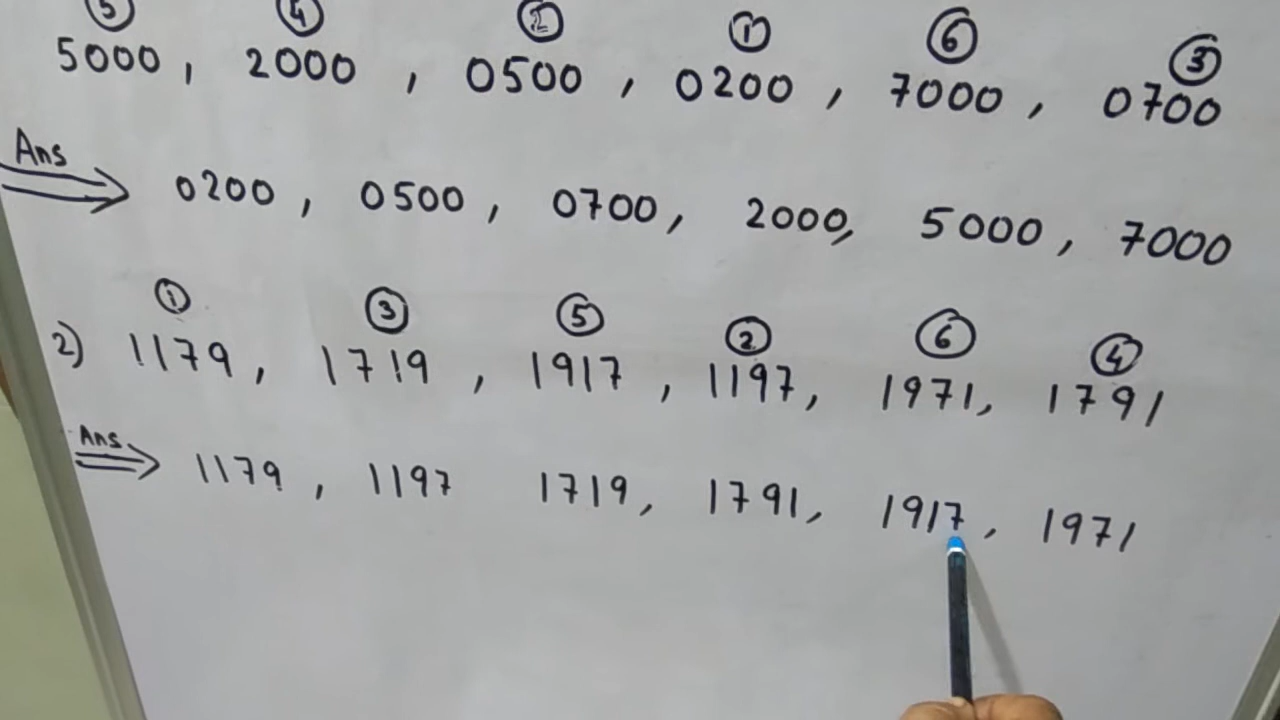 ⑤ ④ ② ① ⑥ ③
5000, 2000, 0500, 0200, 7000, 0700
Ans
0200, 0500, 0700, 2000, 5000, 7000
① ③ ⑤ ② ⑥ ④
2) 1179, 1719, 1917, 1197, 1971, 1791
Ans.
1179, 1197 1719, 1791, 1917, 1971